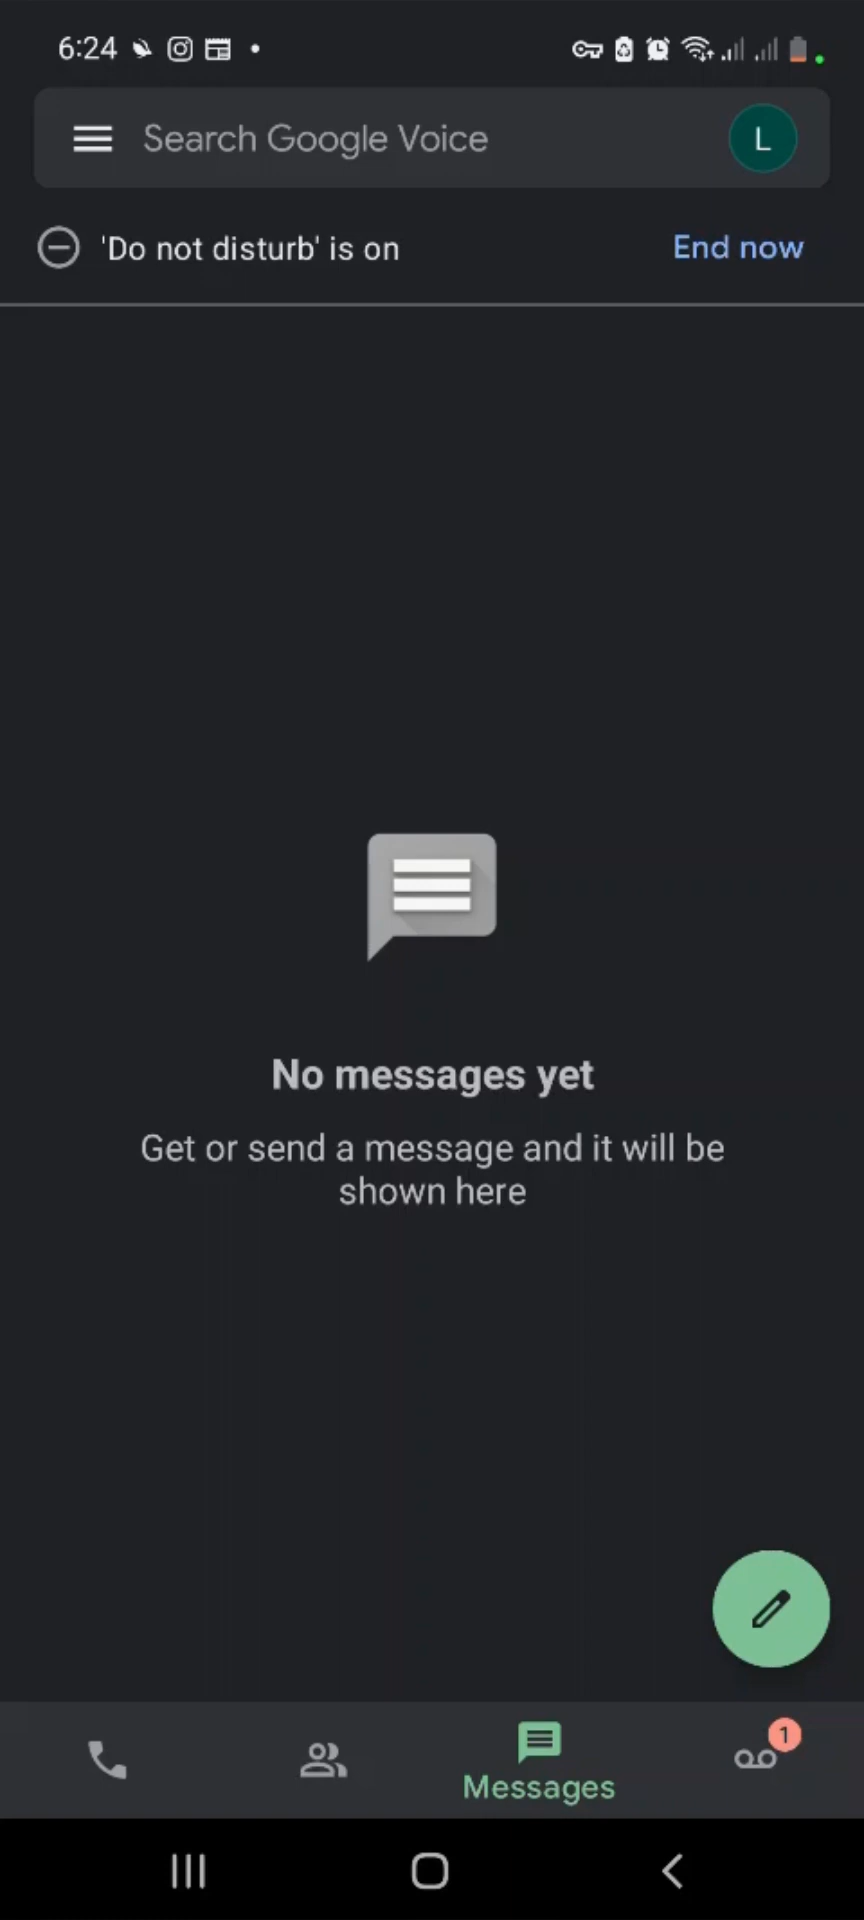 6:24
Search Google Voice
L
'Do not disturb' is on
End now
No messages yet
Get or send a message and it will be
shown here
1
Messages